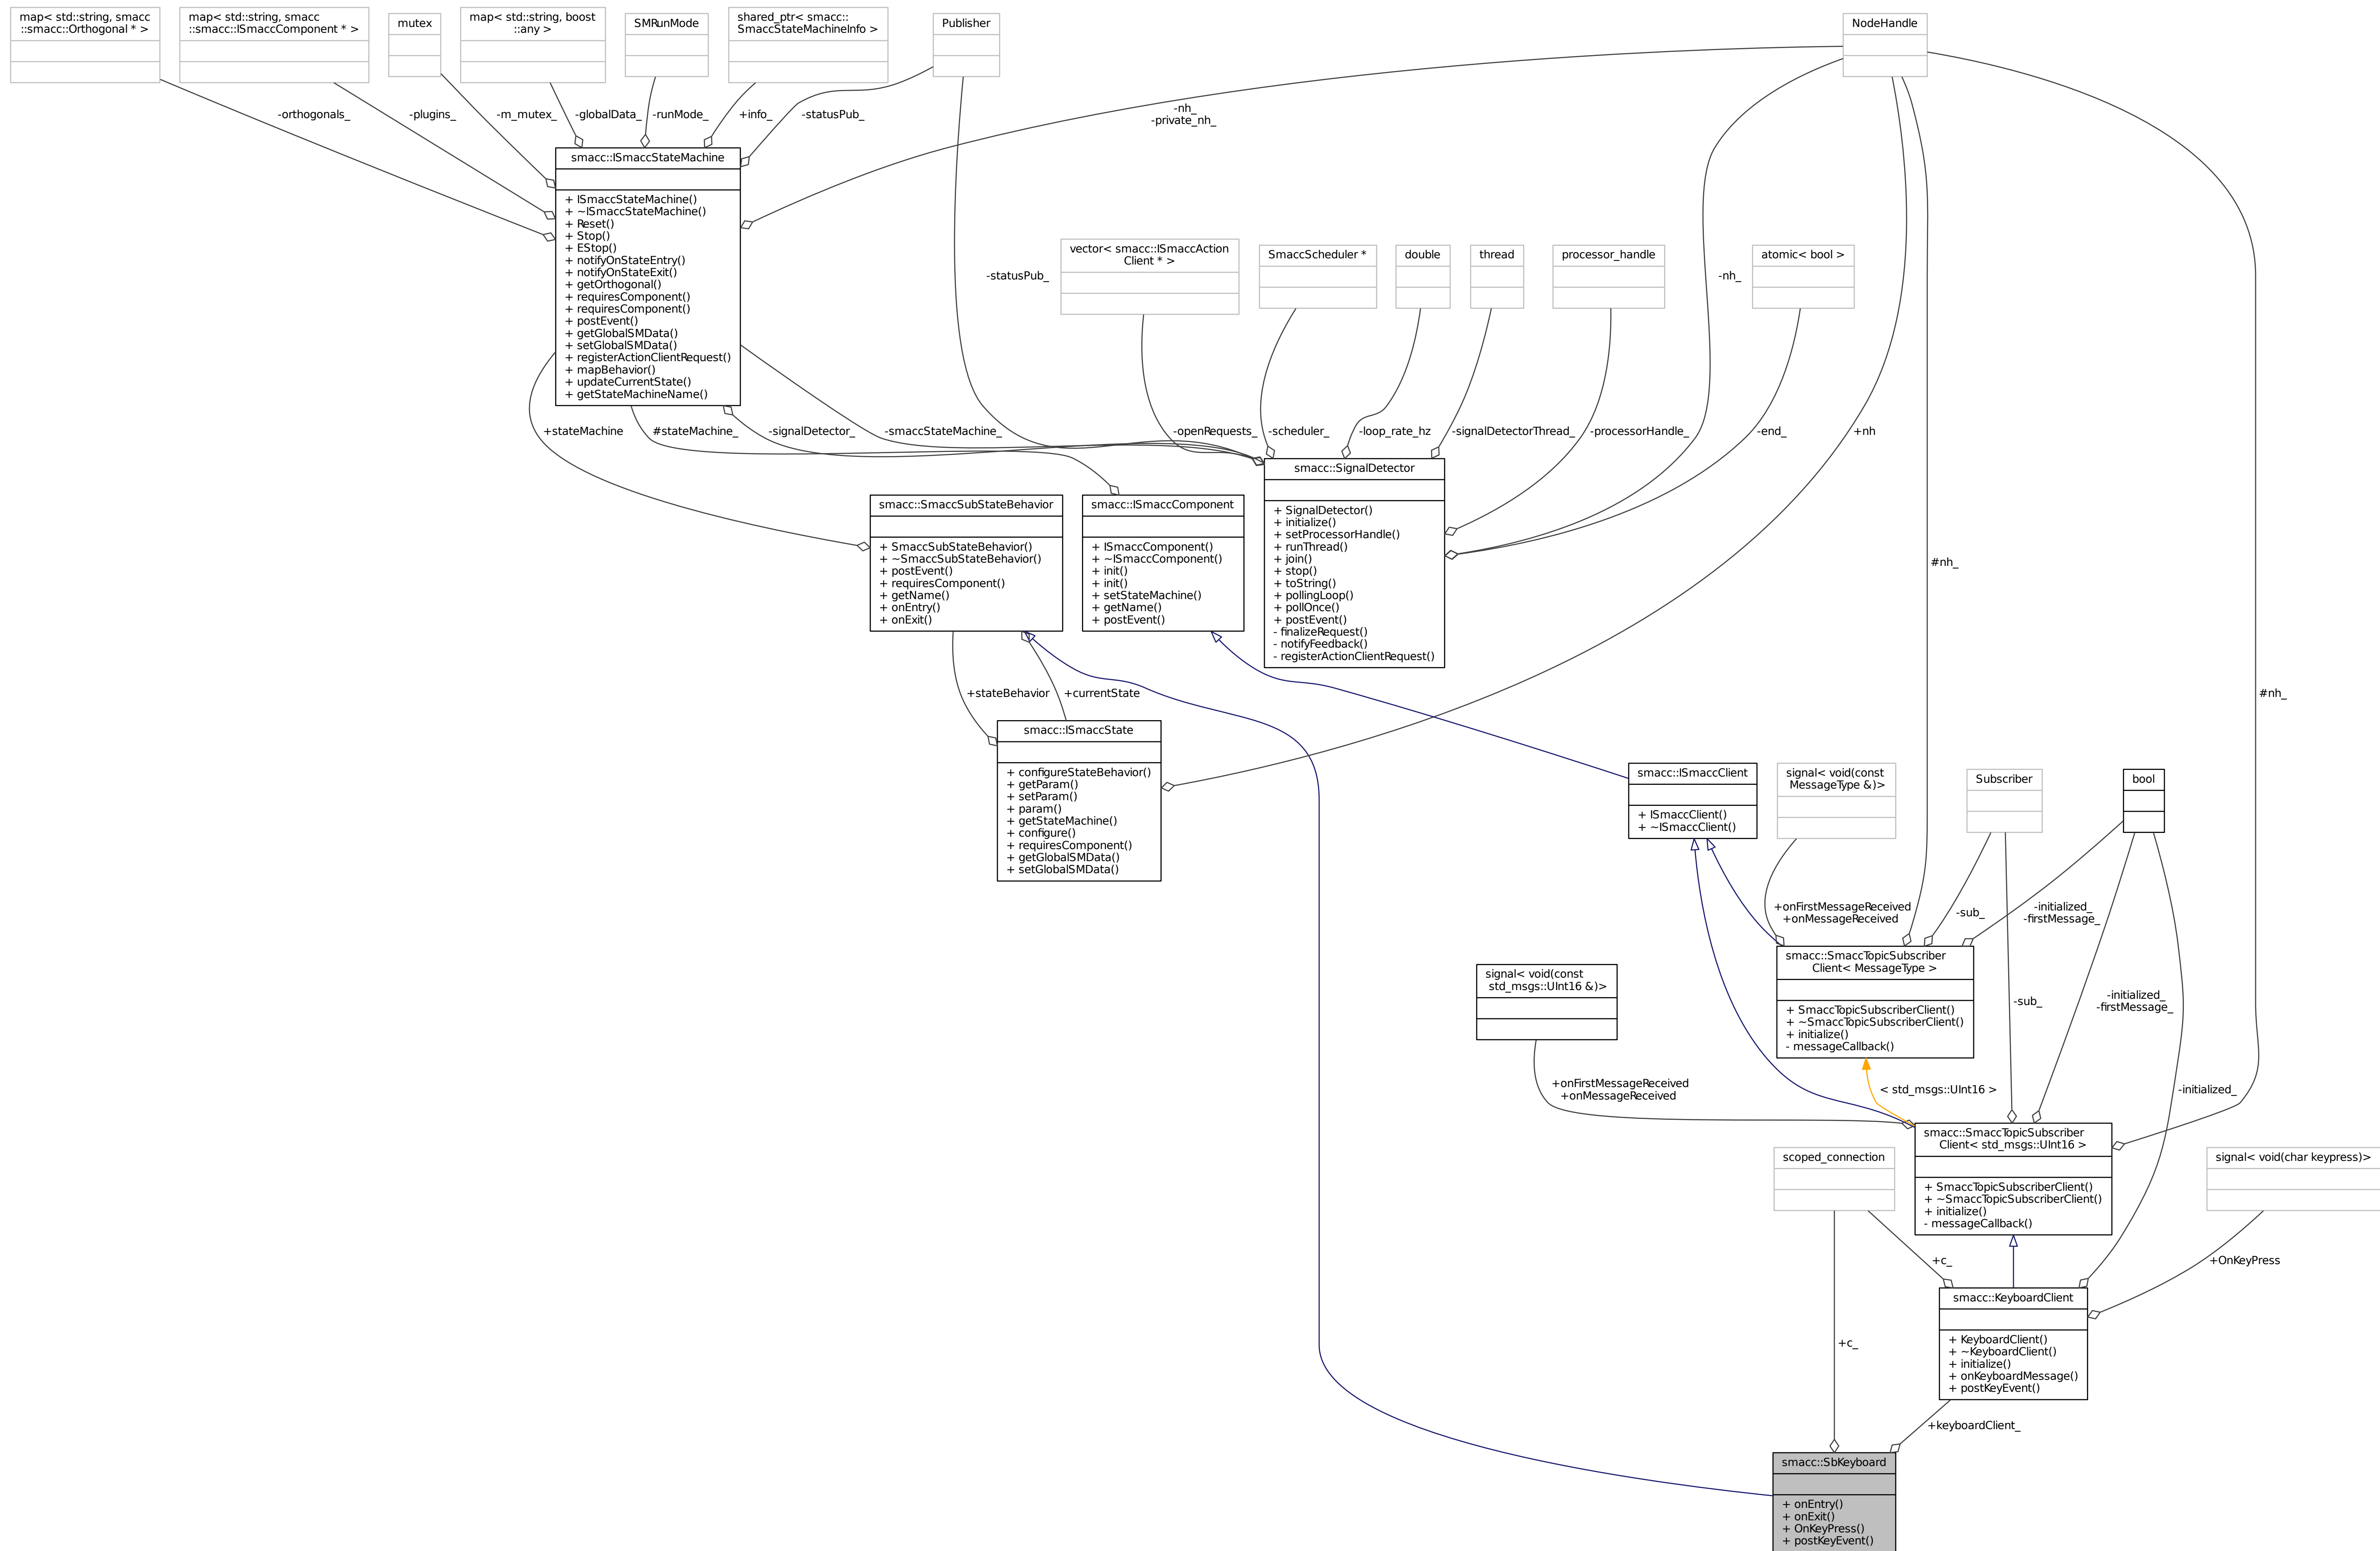 map< std::string, smacc
::smacc::Orthogonal * >
map< std::string, smacc
::smacc::ISmaccComponent * >
mutex
map< std::string, boost
::any >
SMRunMode
shared_ptr< smacc::
SmaccStateMachineInfo >
Publisher
NodeHandle
-orthogonals_
-plugins_
-m_mutex_
-globalData_
-runMode_
+info_
-statusPub_
-nh_
-private_nh_
smacc::ISmaccStateMachine
+ ISmaccStateMachine()
+ ~ISmaccStateMachine()
+ Reset()
+ Stop()
+ EStop()
+ notifyOnStateEntry()
+ notifyOnStateExit()
+ getOrthogonal()
+ requiresComponent()
+ requiresComponent()
+ postEvent()
+ getGlobalSMData()
+ setGlobalSMData()
+ registerActionClientRequest()
+ mapBehavior()
+ updateCurrentState()
+ getStateMachineName()
-statusPub_
vector< smacc::ISmaccAction
Client * >
SmaccScheduler *
double
thread
processor_handle
atomic< bool >
-nh_
+stateMachine
#stateMachine_
-signalDetector_
-smaccStateMachine_
-openRequests_
-scheduler_
-loop_rate_hz
-signalDetectorThread_
-processorHandle_
-end_
+nh
smacc::SignalDetector
+ SignalDetector()
+ initialize()
+ setProcessorHandle()
+ runThread()
+ join()
+ stop()
+ toString()
+ pollingLoop()
+ pollOnce()
+ postEvent()
- finalizeRequest()
- notifyFeedback()
- registerActionClientRequest()
smacc::SmaccSubStateBehavior
+ SmaccSubStateBehavior()
+ ~SmaccSubStateBehavior()
+ postEvent()
+ requiresComponent()
+ getName()
+ onEntry()
+ onExit()
smacc::ISmaccComponent
+ ISmaccComponent()
+ ~ISmaccComponent()
+ init()
+ init()
+ setStateMachine()
+ getName()
+ postEvent()
#nh_
#nh_
+stateBehavior
+currentState
smacc::ISmaccState
+ configureStateBehavior()
+ getParam()
+ setParam()
+ param()
+ getStateMachine()
+ configure()
+ requiresComponent()
+ getGlobalSMData()
+ setGlobalSMData()
smacc::ISmaccClient
+ ISmaccClient()
+ ~ISmaccClient()
signal< void(const
MessageType &)>
Subscriber
bool
+onFirstMessageReceived
+onMessageReceived
-sub_
-initialized_
-firstMessage_
smacc::SmaccTopicSubscriber
Client< MessageType >
+ SmaccTopicSubscriberClient()
+ ~SmaccTopicSubscriberClient()
+ initialize()
- messageCallback()
signal< void(const
std_msgs::UInt16 &)>
-sub_
-initialized_
-firstMessage_
+onFirstMessageReceived
+onMessageReceived
< std_msgs::UInt16 >
-initialized_
smacc::SmaccTopicSubscriber
Client< std_msgs::UInt16 >
+ SmaccTopicSubscriberClient()
+ ~SmaccTopicSubscriberClient()
+ initialize()
- messageCallback()
scoped_connection
signal< void(char keypress)>
+c_
+OnKeyPress
smacc::KeyboardClient
+ KeyboardClient()
+ ~KeyboardClient()
+ initialize()
+ onKeyboardMessage()
+ postKeyEvent()
+c_
+keyboardClient_
smacc::SbKeyboard
+ onEntry()
+ onExit()
+ OnKeyPress()
+ postKeyEvent()